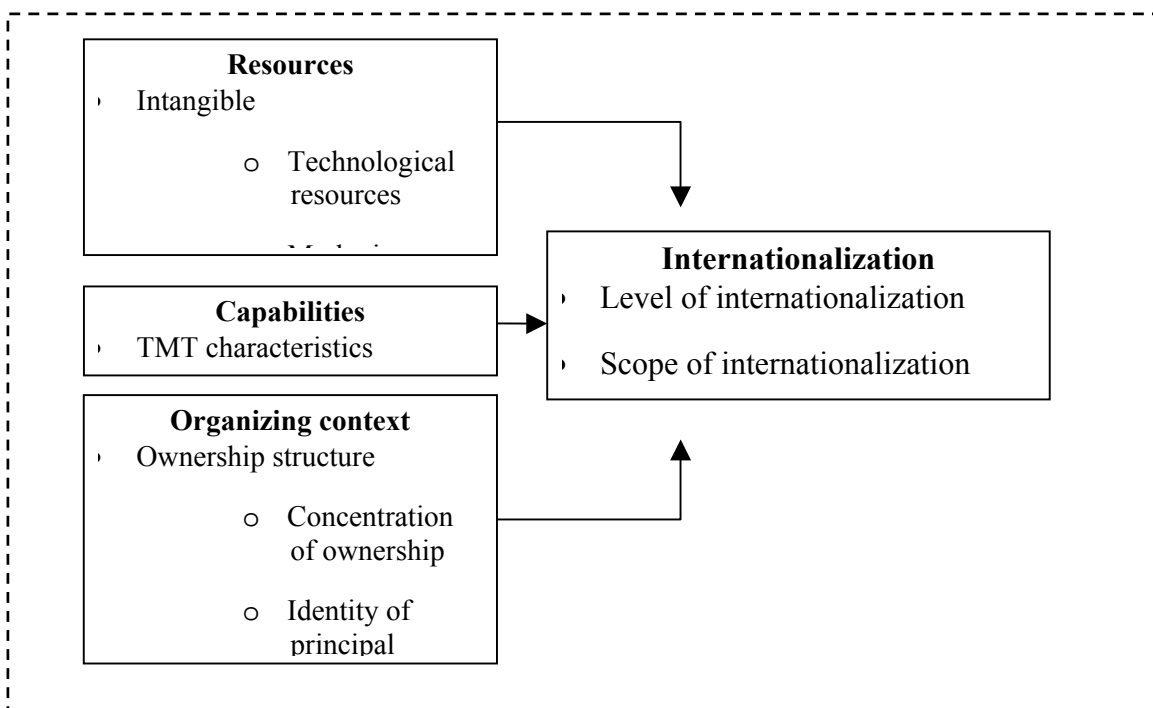 Resources
Intangible
o Technological
resources
Capabilities
TMT characteristics
Organizing context
Ownership structure
o Concentration
of ownership
o Identity of
principal
Internationalization
Level of internationalization
Scope of internationalization